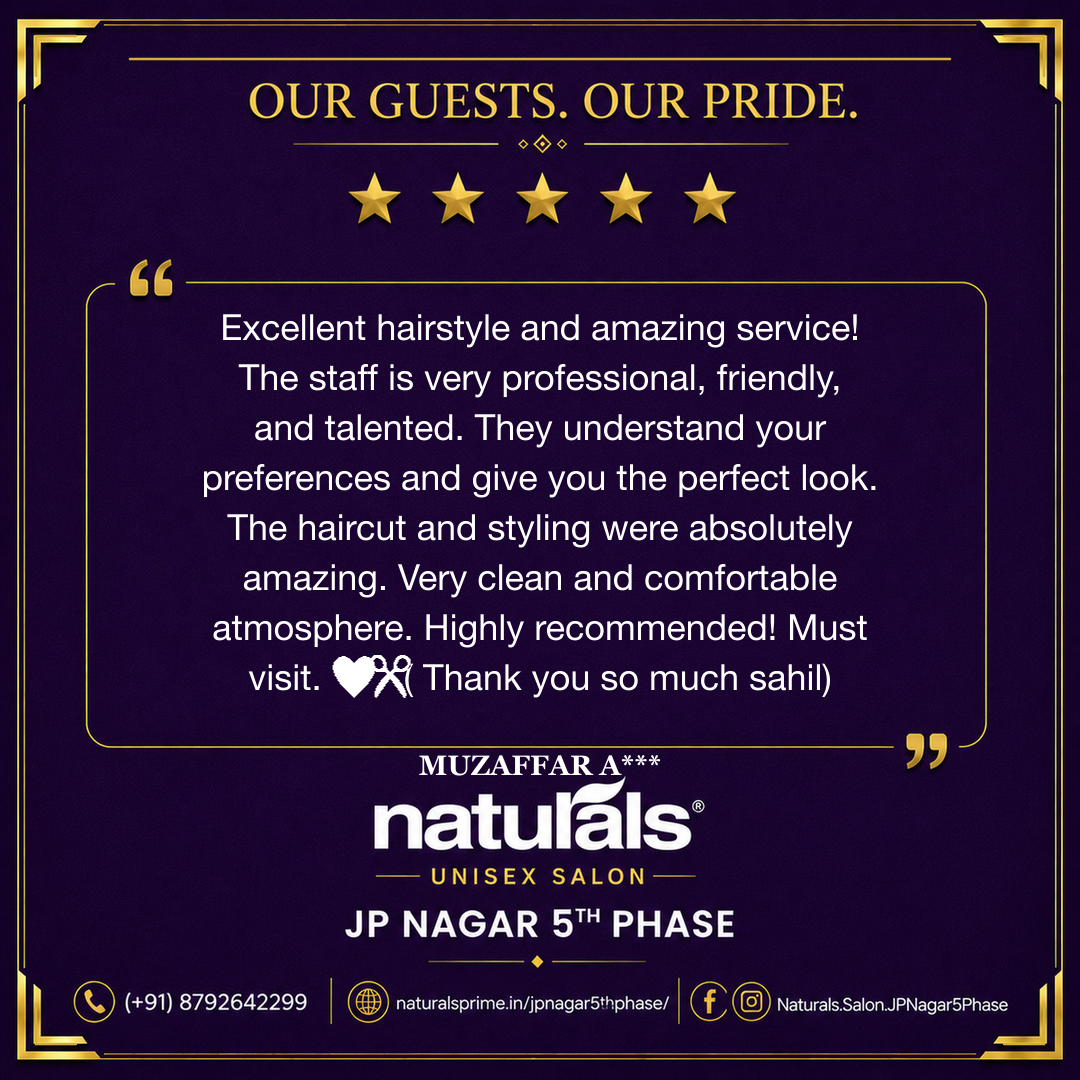 OUR GUESTS. OUR PRIDE.
“
Excellent hairstyle and amazing service!
The staff is very professional, friendly,
and talented. They understand your
preferences and give you the perfect look.
The haircut and styling were absolutely
amazing. Very clean and comfortable
atmosphere. Highly recommended! Must
visit. 🤍✂( Thank you so much sahil)
”
MUZAFFAR A***
naturals®
UNISEX SALON
JP NAGAR 5TH PHASE
(+91) 8792642299
naturalsprime.in/jpnagar5thphase/
Naturals.Salon.JPNagar5Phase